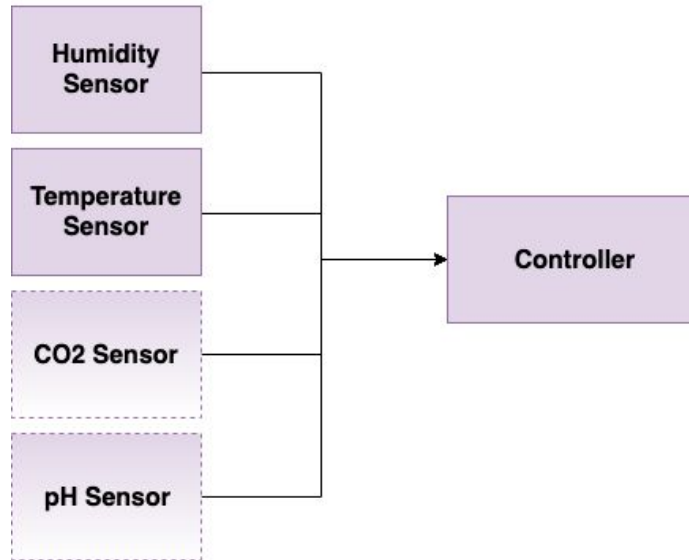 Humidity
Sensor
Temperature
Sensor
CO2 Sensor
pH Sensor
Controller